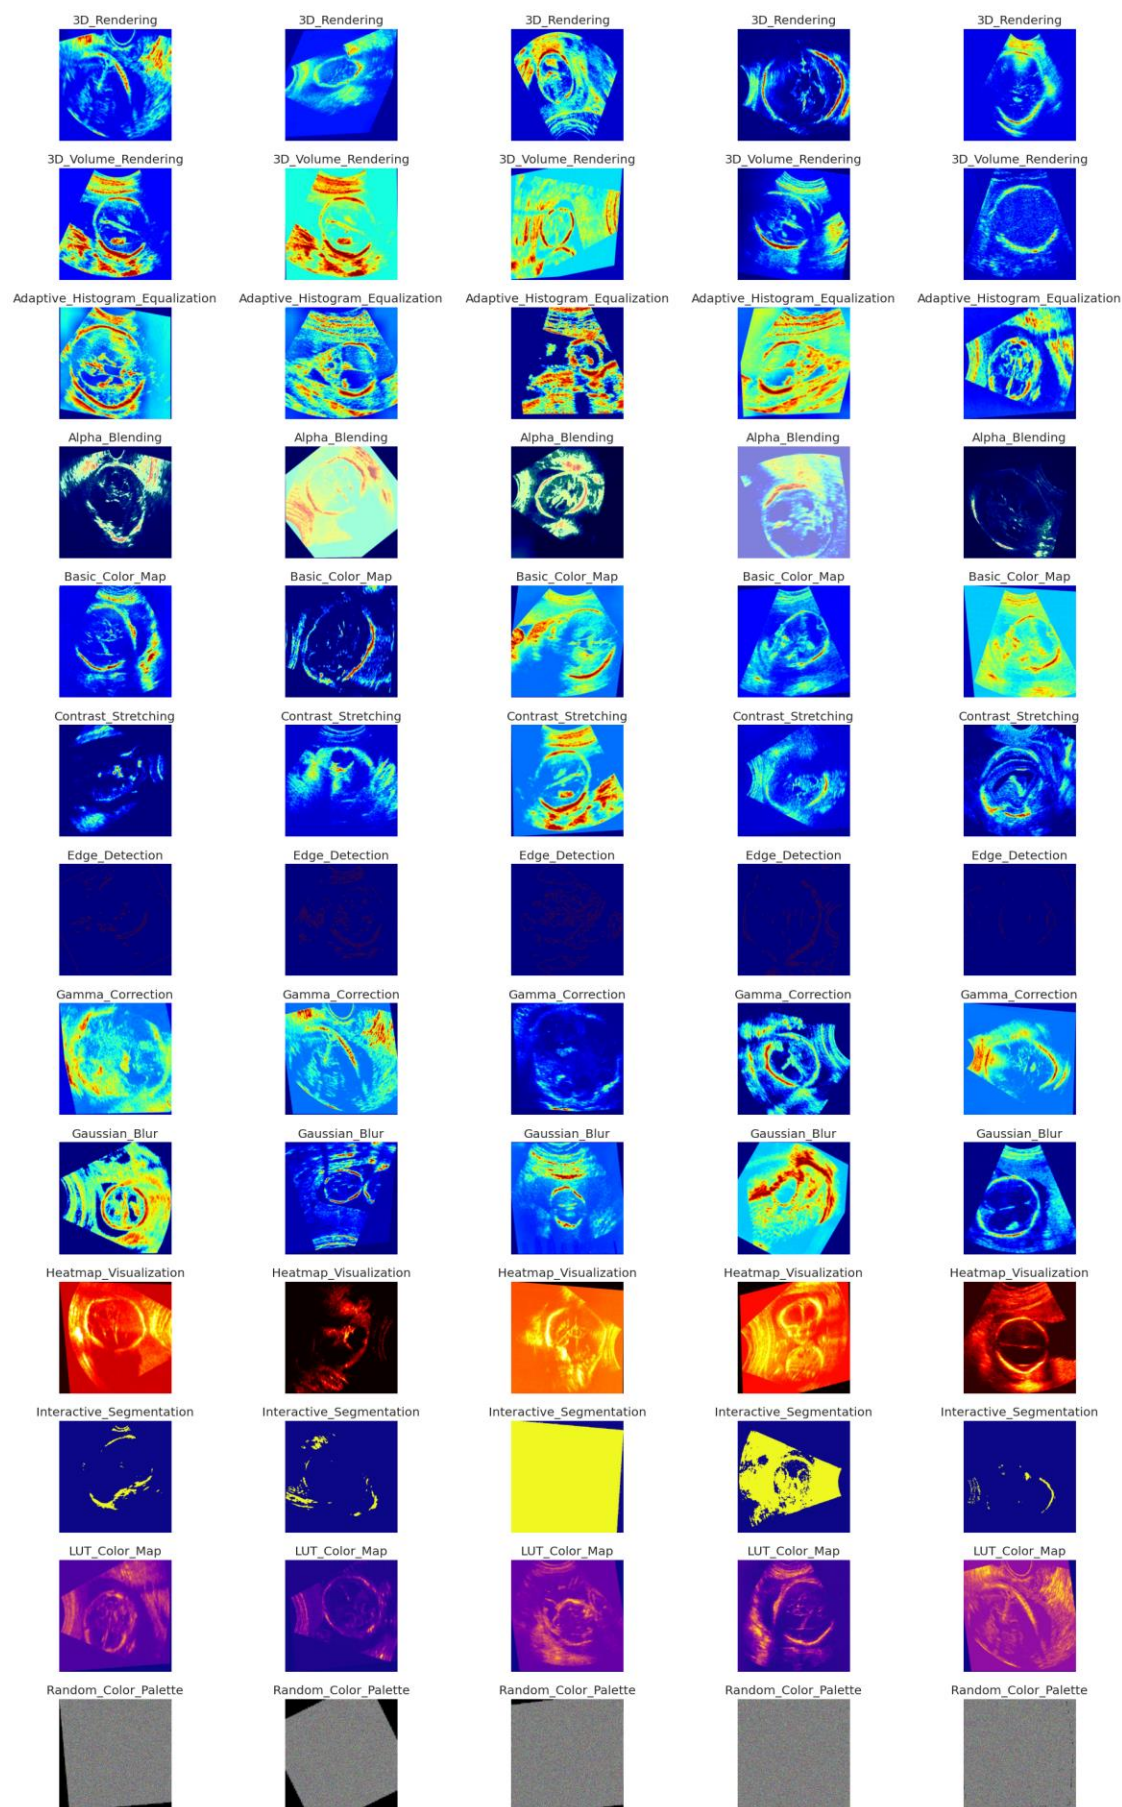 3D_Rendering 3D_Rendering 3D_Rendering 3D_Rendering 3D_Rendering
3D_Volume_Rendering 3D_Volume_Rendering 3D_Volume_Rendering 3D_Volume_Rendering 3D_Volume_Rendering
Adaptive_Histogram_Equalization Adaptive_Histogram_Equalization Adaptive_Histogram_Equalization Adaptive_Histogram_Equalization Adaptive_Histogram_Equalization
Alpha_Blending Alpha_Blending Alpha_Blending Alpha_Blending Alpha_Blending
Basic_Color_Map Basic_Color_Map Basic_Color_Map Basic_Color_Map Basic_Color_Map
Contrast_Stretching Contrast_Stretching Contrast_Stretching Contrast_Stretching Contrast_Stretching
Edge_Detection Edge_Detection Edge_Detection Edge_Detection Edge_Detection
Gamma_Correction Gamma_Correction Gamma_Correction Gamma_Correction Gamma_Correction
Gaussian_Blur Gaussian_Blur Gaussian_Blur Gaussian_Blur Gaussian_Blur
Heatmap_Visualization Heatmap_Visualization Heatmap_Visualization Heatmap_Visualization Heatmap_Visualization
Interactive_Segmentation Interactive_Segmentation Interactive_Segmentation Interactive_Segmentation Interactive_Segmentation
LUT_Color_Map LUT_Color_Map LUT_Color_Map LUT_Color_Map LUT_Color_Map
Random_Color_Palette Random_Color_Palette Random_Color_Palette Random_Color_Palette Random_Color_Palette